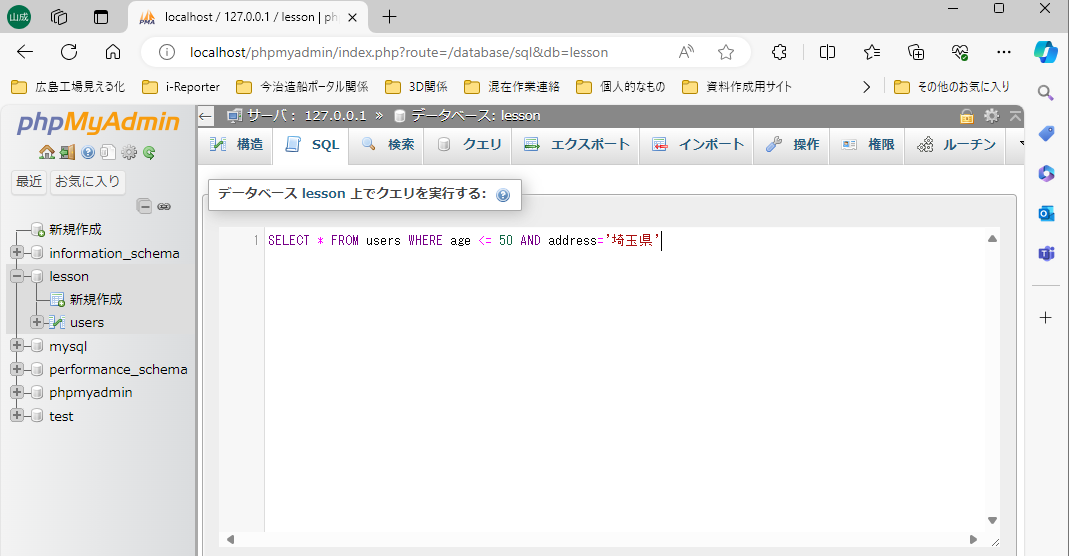 山成
localhost / 127.0.0.1 / lesson | ph
localhost/phpmyadmin/index.php?route=/database/sql&db=lesson
広島工場見える化 i-Reporter 今治造船ポータル関係 3D関係 混在作業連絡 個人的なもの 資料作成用サイト その他のお気に入り
phpMyAdmin
サーバ: 127.0.0.1 » データベース: lesson
構造 SQL 検索 クエリ エクスポート インポート 操作 権限 ルーチン
最近 お気に入り
新規作成
information_schema
lesson
新規作成
users
mysql
performance_schema
phpmyadmin
test
データベース lesson 上でクエリを実行する:
1 SELECT * FROM users WHERE age <= 50 AND address='埼玉県'